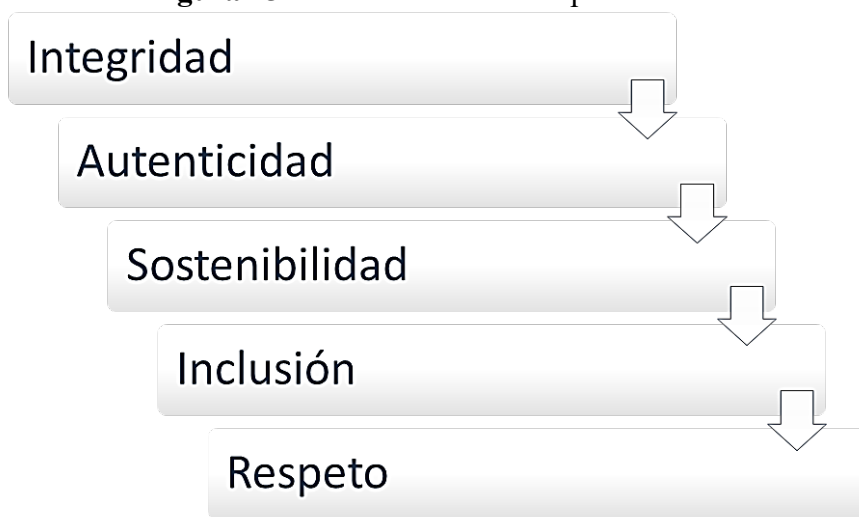 Integridad
Autenticidad
Sostenibilidad
Inclusión
Respeto